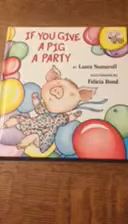 IF YOU GIVE
A PIG
A PARTY
BY Laura Numeroff
ILLUSTRATED BY
Felicia Bond